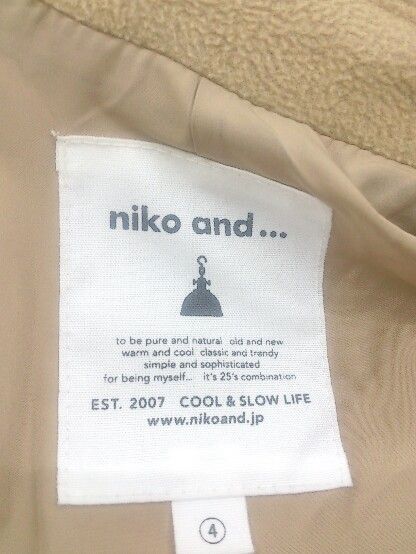 niko and...
to be pure and natural old and new
warm and cool classic and trendy
simple and sophisticated
for being myself... it's 25's combination
EST. 2007 COOL & SLOW LIFE
www.nikoand.jp
4